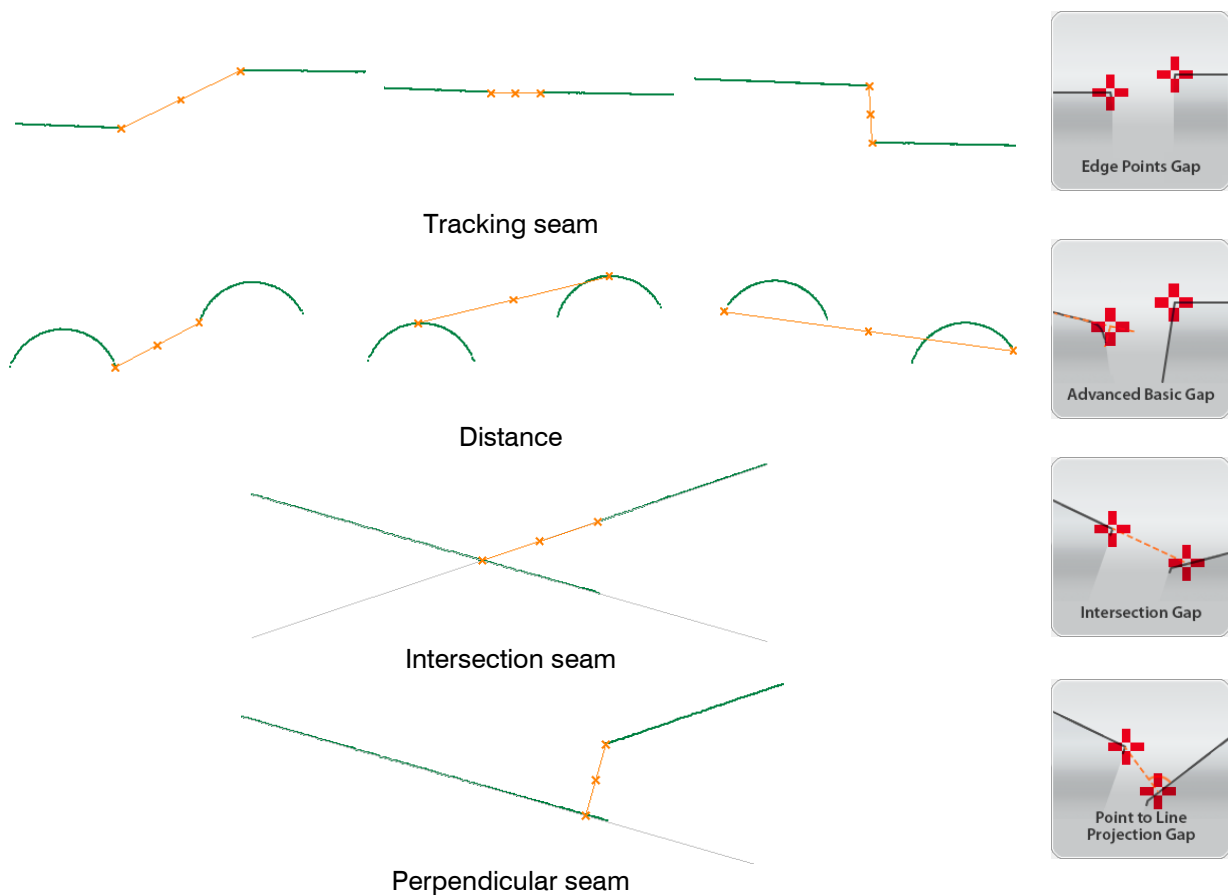 Edge Points Gap
Tracking seam
Advanced Basic Gap
Distance
Intersection Gap
Intersection seam
Point to Line
Projection Gap
Perpendicular seam